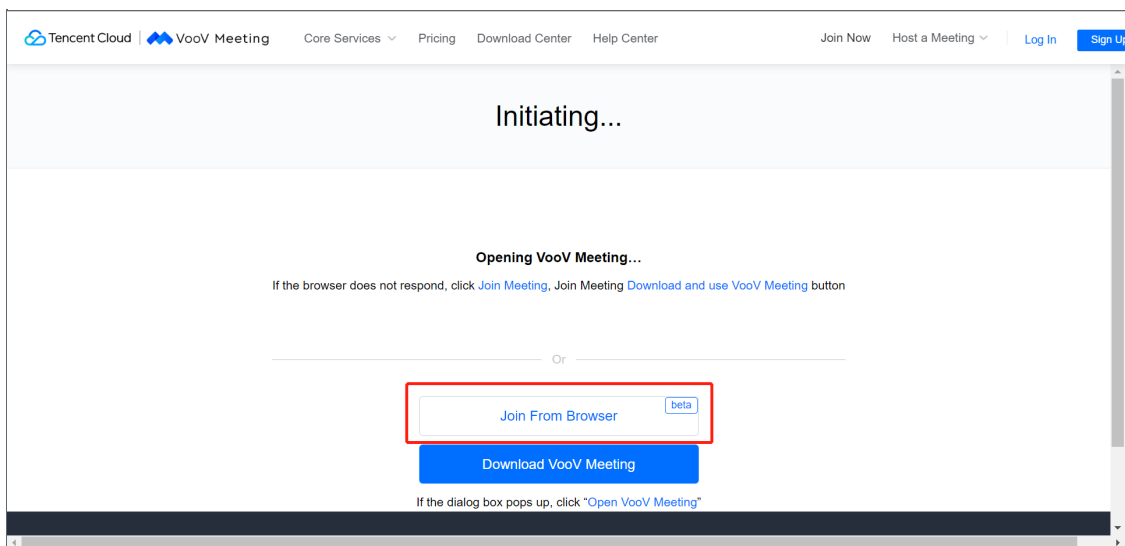 Tencent Cloud | VooV Meeting Core Services Pricing Download Center Help Center Join Now Host a Meeting Log In Sign Up
Initiating...
Opening VooV Meeting...
If the browser does not respond, click Join Meeting, Join Meeting Download and use VooV Meeting button
Or
Join From Browser beta
Download VooV Meeting
If the dialog box pops up, click “Open VooV Meeting”